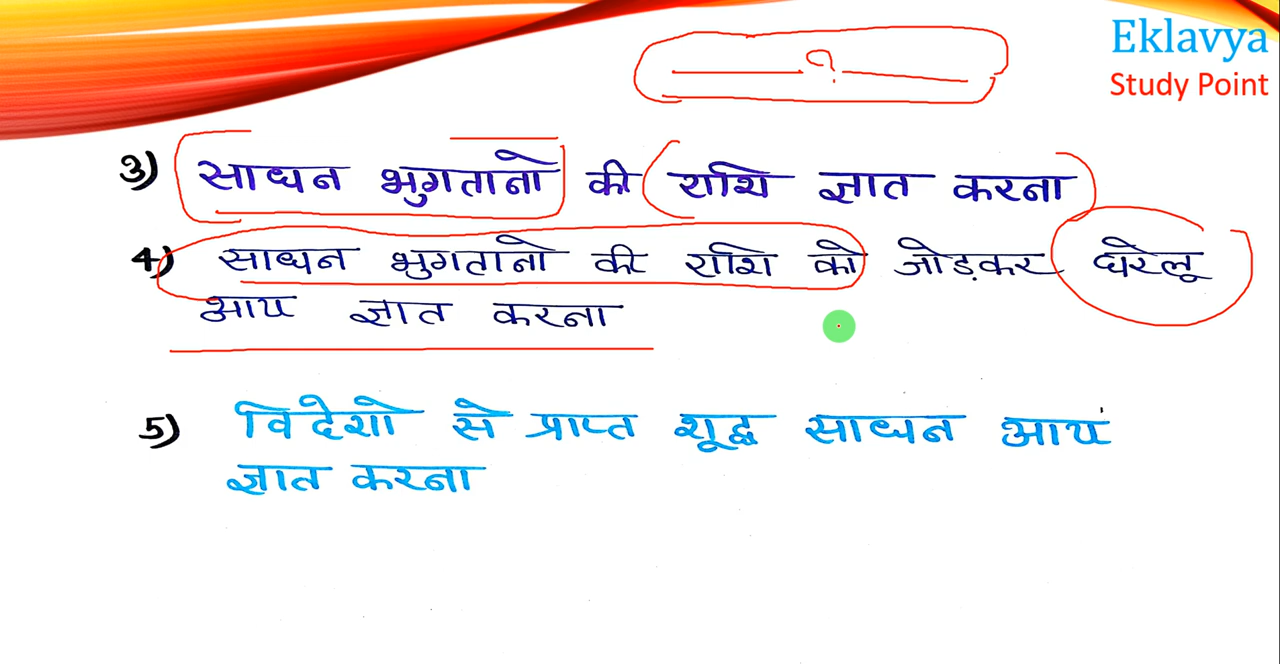 Eklavya
Study Point
?
3) साधन भुगतानो की राशि ज्ञात करना
4) साधन भुगतानो की राशि को जोड़कर घरेलू
आय ज्ञात करना
5) विदेशो से प्राप्त शूद्ध साधन आय
ज्ञात करना